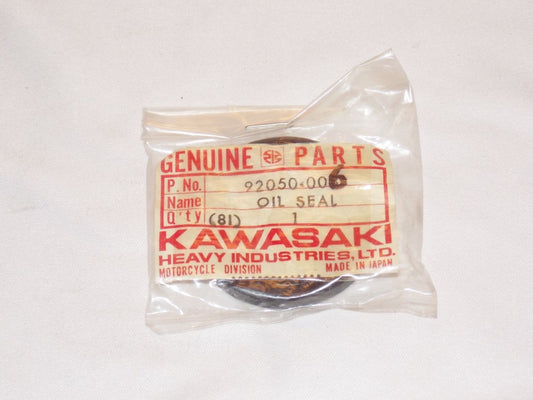 GENUINE PARTS
P. No. 92050-006
Name OIL SEAL
Q'ty (81) 1
KAWASAKI
HEAVY INDUSTRIES, LTD.
MOTORCYCLE DIVISION MADE IN JAPAN